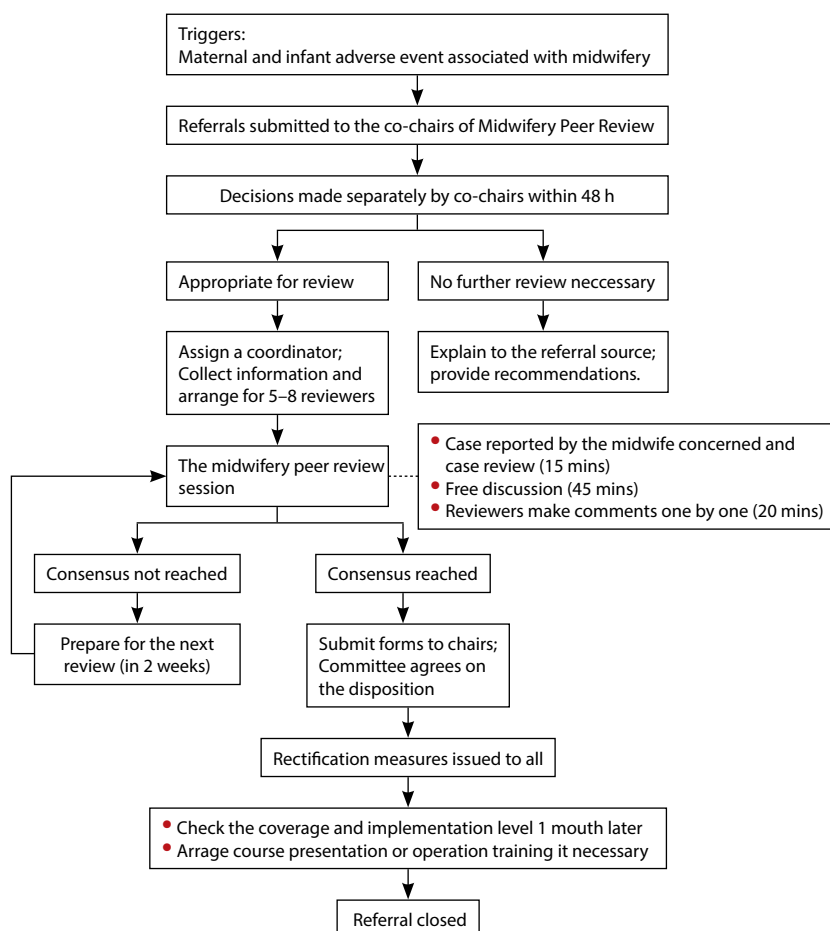 Triggers:
Maternal and infant adverse event associated with midwifery
Referrals submitted to the co-chairs of Midwifery Peer Review
Decisions made separately by co-chairs within 48 h
Appropriate for review
No further review neccessary
Assign a coordinator;
Collect information and
arrange for 5–8 reviewers
Explain to the referral source;
provide recommendations.
The midwifery peer review
session
• Case reported by the midwife concerned and
case review (15 mins)
• Free discussion (45 mins)
• Reviewers make comments one by one (20 mins)
Consensus not reached
Consensus reached
Prepare for the next
review (in 2 weeks)
Submit forms to chairs;
Committee agrees on
the disposition
Rectification measures issued to all
• Check the coverage and implementation level 1 mouth later
• Arrage course presentation or operation training it necessary
Referral closed